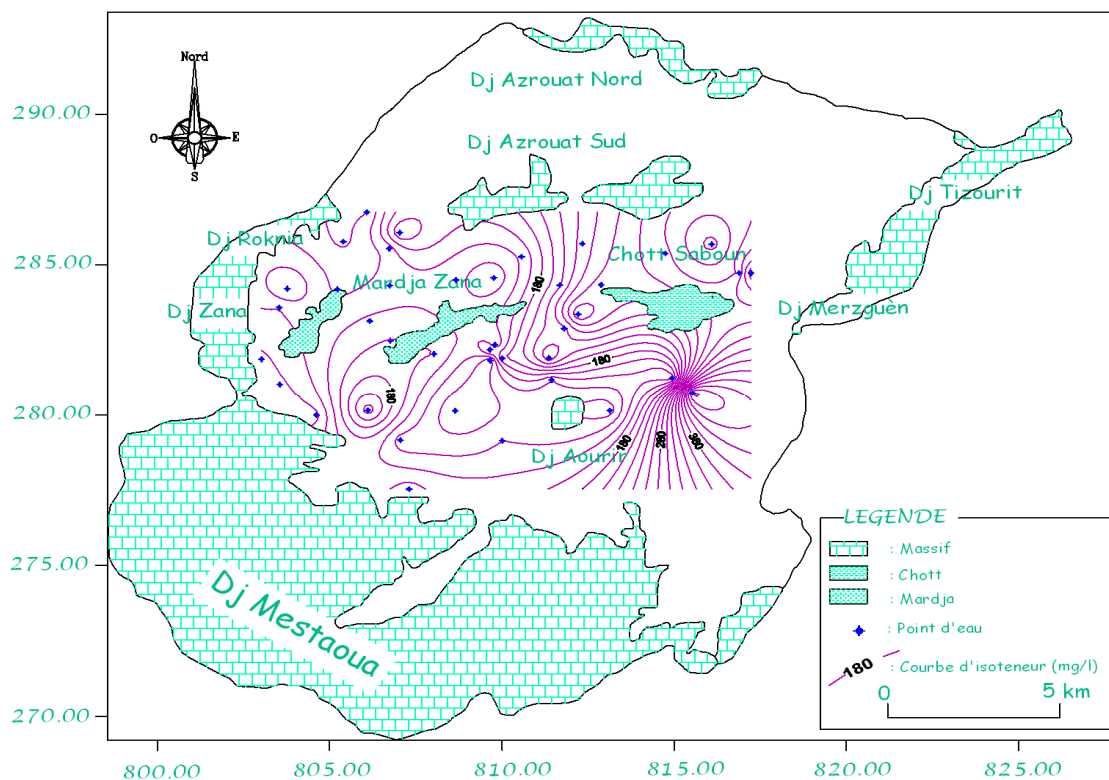 Nord
O
E
S
290.00
285.00
280.00
275.00
270.00
800.00
805.00
810.00
815.00
820.00
825.00
Dj Azrouat Nord
Dj Azrouat Sud
Dj Tizourit
Dj Roknia
Chott Saboun
Mardja Zana
Dj Zana
Dj Merzguèn
Dj Aourir
Dj Mestaoua
180
180
180
180
280
380
LEGENDE
: Massif
: Chott
: Mardja
: Point d'eau
180 : Courbe d'isoteneur (mg/l)
0 5 km